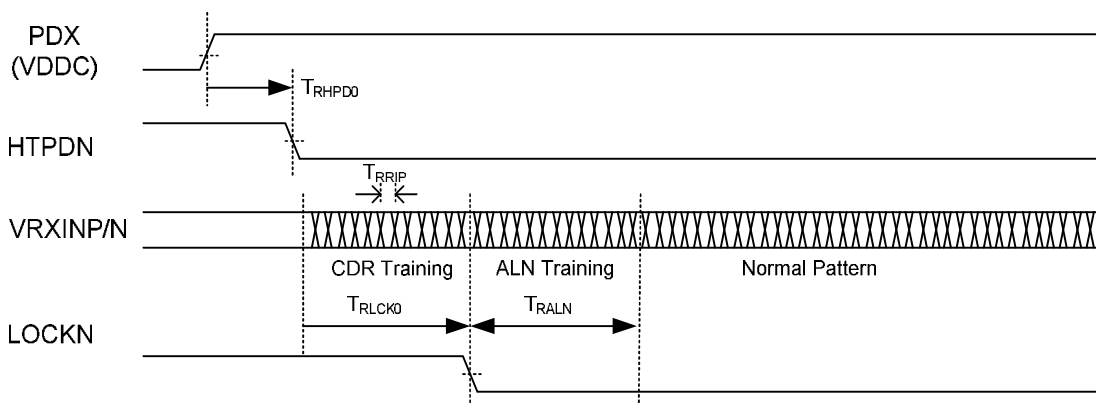 PDX
(VDDC)
TRHPD0
HTPDN
TRRIP
VRXINP/N
CDR Training
ALN Training
Normal Pattern
TRLCK0
TRALN
LOCKN